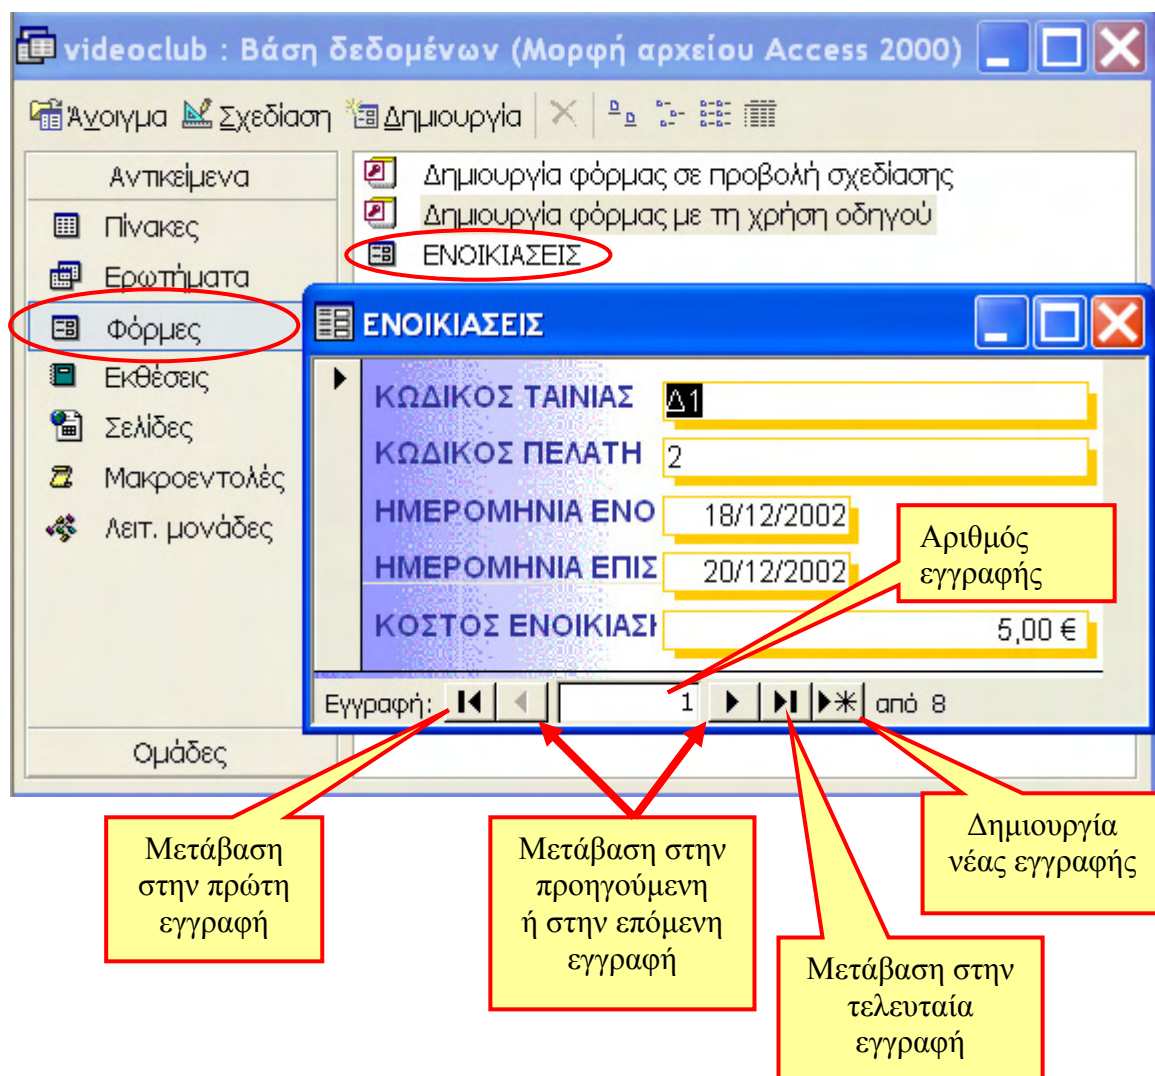 videoclub : Βάση δεδομένων (Μορφή αρχείου Access 2000)
Άνοιγμα Σχεδίαση Δημιουργία
Αντικείμενα
Πίνακες
Ερωτήματα
Φόρμες
Εκθέσεις
Σελίδες
Μακροεντολές
Λειτ. μονάδες
Ομάδες
Δημιουργία φόρμας σε προβολή σχεδίασης
Δημιουργία φόρμας με τη χρήση οδηγού
ΕΝΟΙΚΙΑΣΕΙΣ
ΕΝΟΙΚΙΑΣΕΙΣ
ΚΩΔΙΚΟΣ ΤΑΙΝΙΑΣ Δ1
ΚΩΔΙΚΟΣ ΠΕΛΑΤΗ 2
ΗΜΕΡΟΜΗΝΙΑ ΕΝΟ 18/12/2002
ΗΜΕΡΟΜΗΝΙΑ ΕΠΙΣ 20/12/2002
ΚΟΣΤΟΣ ΕΝΟΙΚΙΑΣΗ 5,00 €
Εγγραφή: 1 από 8
Αριθμός
εγγραφής
Μετάβαση
στην πρώτη
εγγραφή
Μετάβαση στην
προηγούμενη
ή στην επόμενη
εγγραφή
Μετάβαση στην
τελευταία
εγγραφή
Δημιουργία
νέας εγγραφής